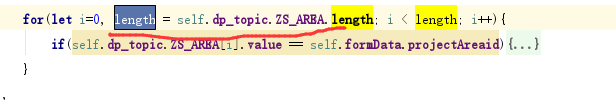 for(let i=0, length = self.dp_topic.ZS_AREA.length; i < length; i++){
if(self.dp_topic.ZS_AREA[i].value == self.formData.projectAreaid){...}
}